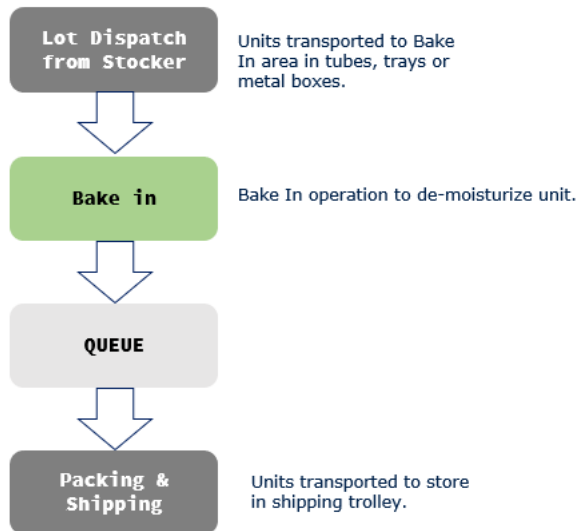 Lot Dispatch
from Stocker
Units transported to Bake
In area in tubes, trays or
metal boxes.
Bake in
Bake In operation to de-moisturize unit.
QUEUE
Packing &
Shipping
Units transported to store
in shipping trolley.